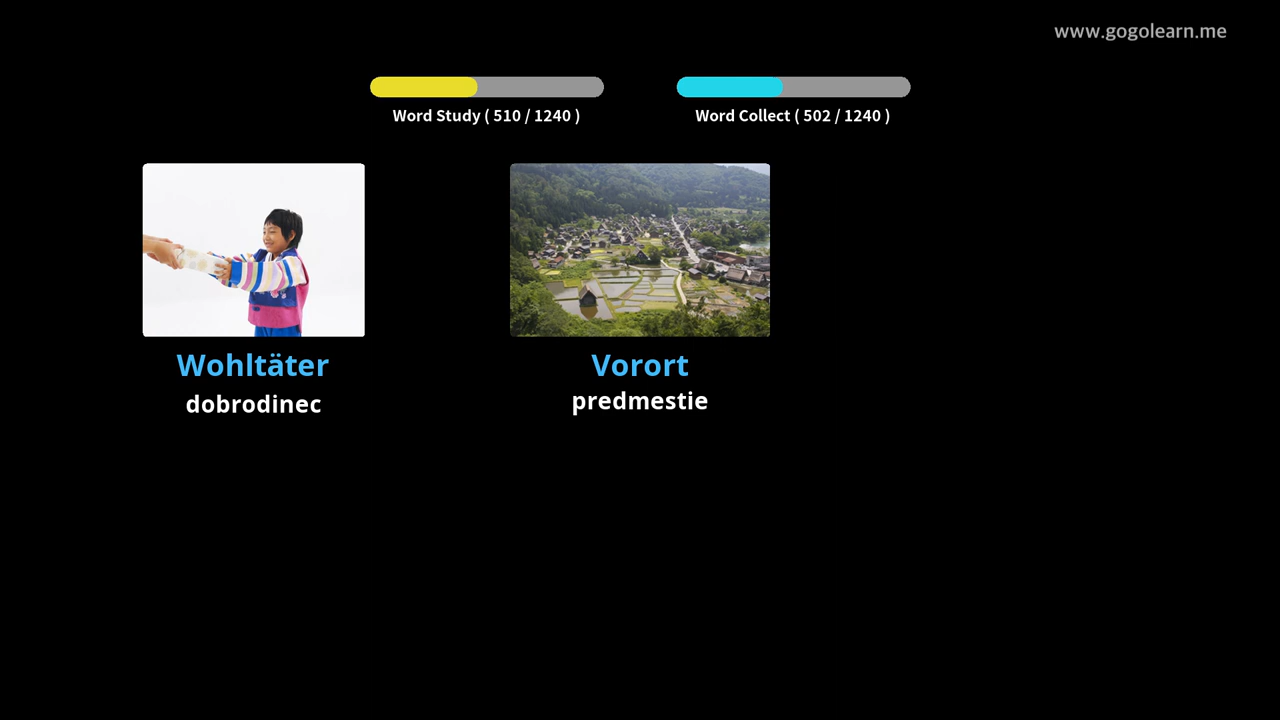 www.gogolearn.me
Word Study ( 510 / 1240 )
Word Collect ( 502 / 1240 )
Wohltäter
dobrodinec
Vorort
predmestie